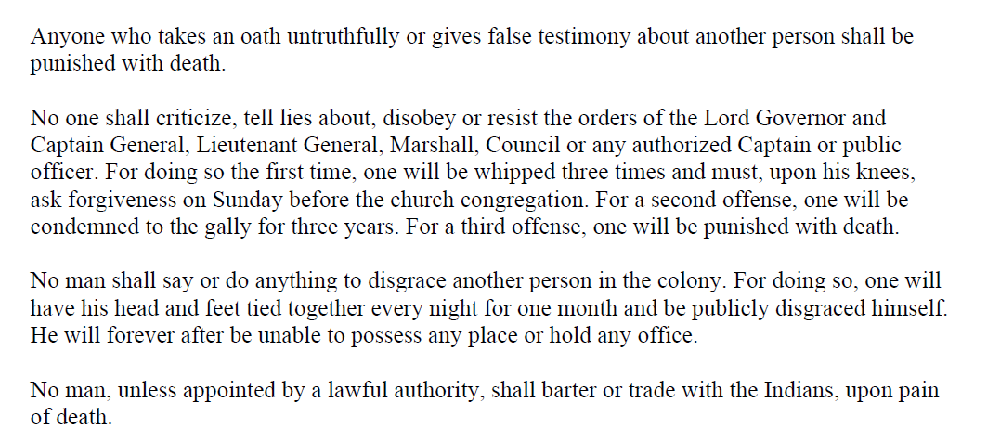 Anyone who takes an oath untruthfully or gives false testimony about another person shall be
punished with death.
No one shall criticize, tell lies about, disobey or resist the orders of the Lord Governor and
Captain General, Lieutenant General, Marshall, Council or any authorized Captain or public
officer. For doing so the first time, one will be whipped three times and must, upon his knees,
ask forgiveness on Sunday before the church congregation. For a second offense, one will be
condemned to the gally for three years. For a third offense, one will be punished with death.
No man shall say or do anything to disgrace another person in the colony. For doing so, one will
have his head and feet tied together every night for one month and be publicly disgraced himself.
He will forever after be unable to possess any place or hold any office.
No man, unless appointed by a lawful authority, shall barter or trade with the Indians, upon pain
of death.